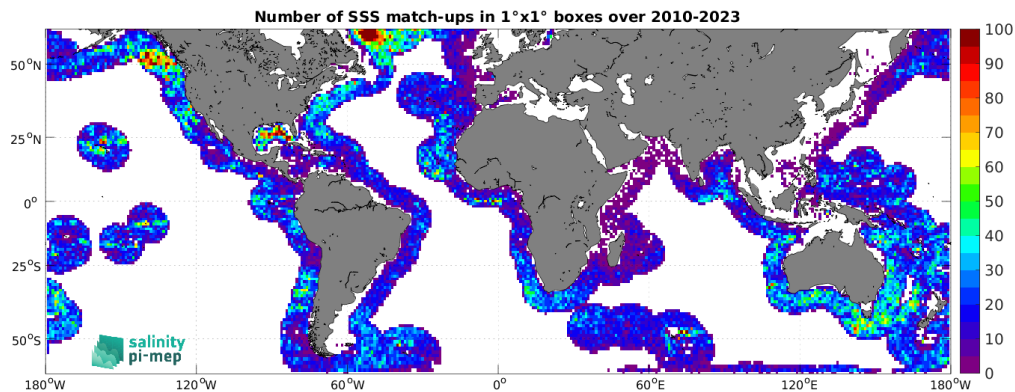 Number of SSS match-ups in 1°x1° boxes over 2010-2023
50°N
25°N
0°
25°S
50°S
180°W
120°W
60°W
0°
60°E
120°E
180°W
100
90
80
70
60
50
40
30
20
10
0
salinity
pi-mep